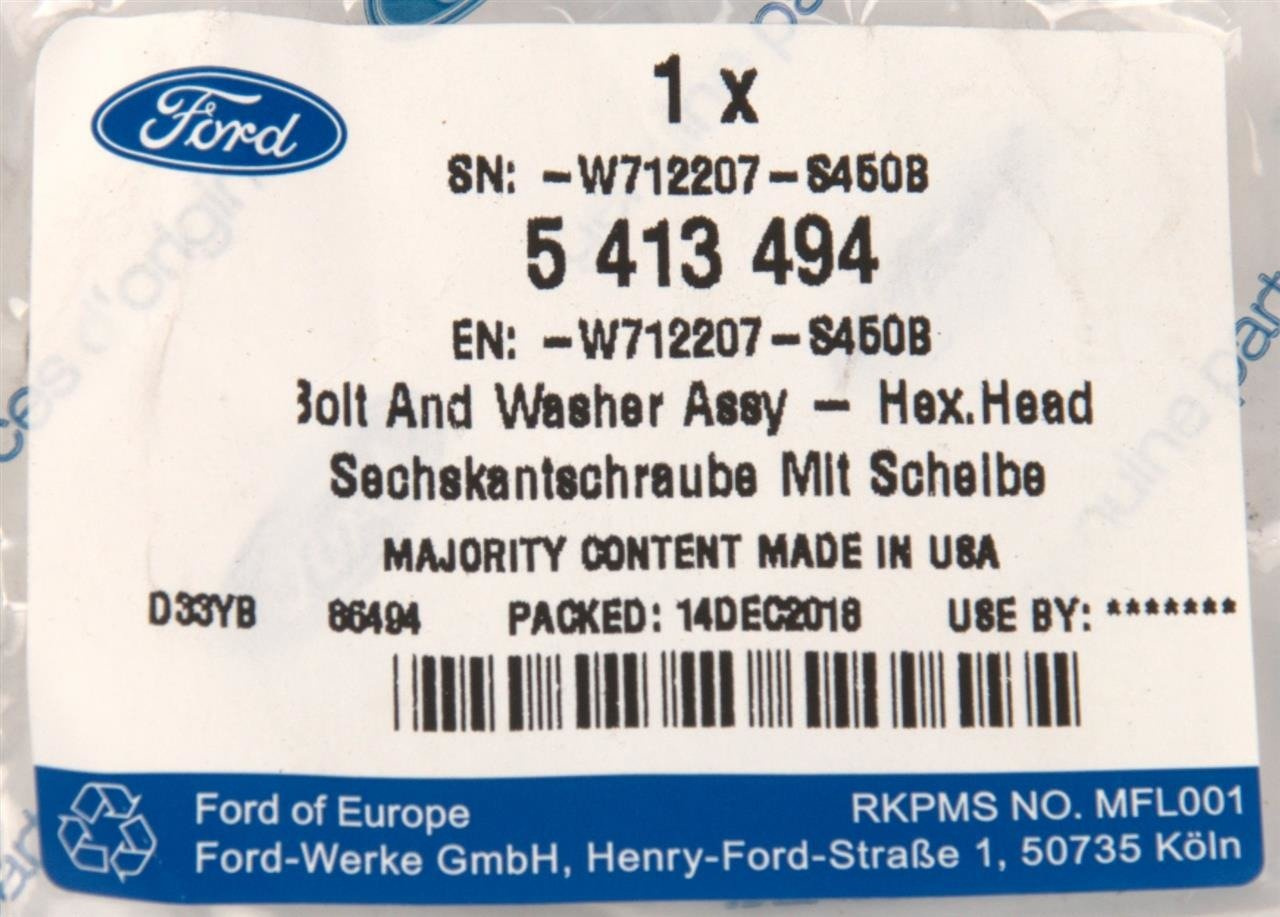 Ford
1 x
SN: -W712207-S450B
5 413 494
EN: -W712207-S450B
Bolt And Washer Assy - Hex.Head
Sechskantschraube Mit Scheibe
MAJORITY CONTENT MADE IN USA
D33YB 86494 PACKED: 14DEC2018 USE BY: *******
Ford of Europe RKPMS NO. MFL001
Ford-Werke GmbH, Henry-Ford-Straße 1, 50735 Köln